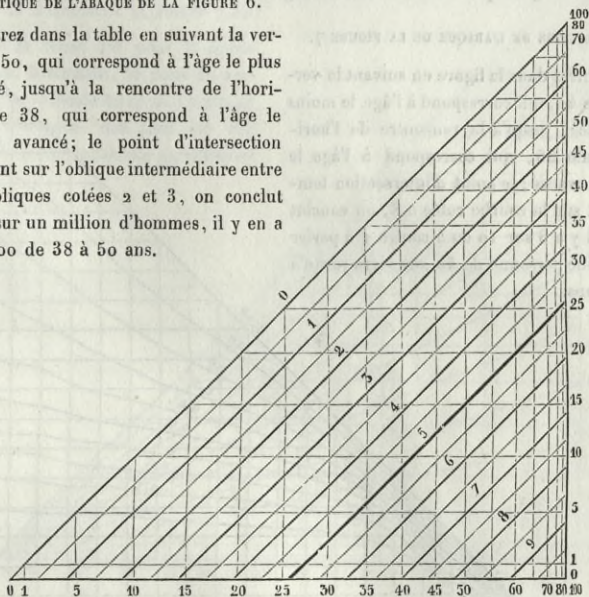 TIQUE DE L'ABAQUE DE LA FIGURE 6.
rez dans la table en suivant la ver-
50, qui correspond à l'âge le plus
é, jusqu'à la rencontre de l'hori-
e 38, qui correspond à l'âge le
avancé; le point d'intersection
nt sur l'oblique intermédiaire entre
bliques cotées 2 et 3, on conclut
sur un million d'hommes, il y en a
oo de 38 à 50 ans.
100
80
70
60
50
45
40
35
30
25
20
15
10
5
1
0
0
1
2
3
4
5
6
7
8
9
0 1 5 10 15 20 25 30 35 40 45 50 60 70 80 100